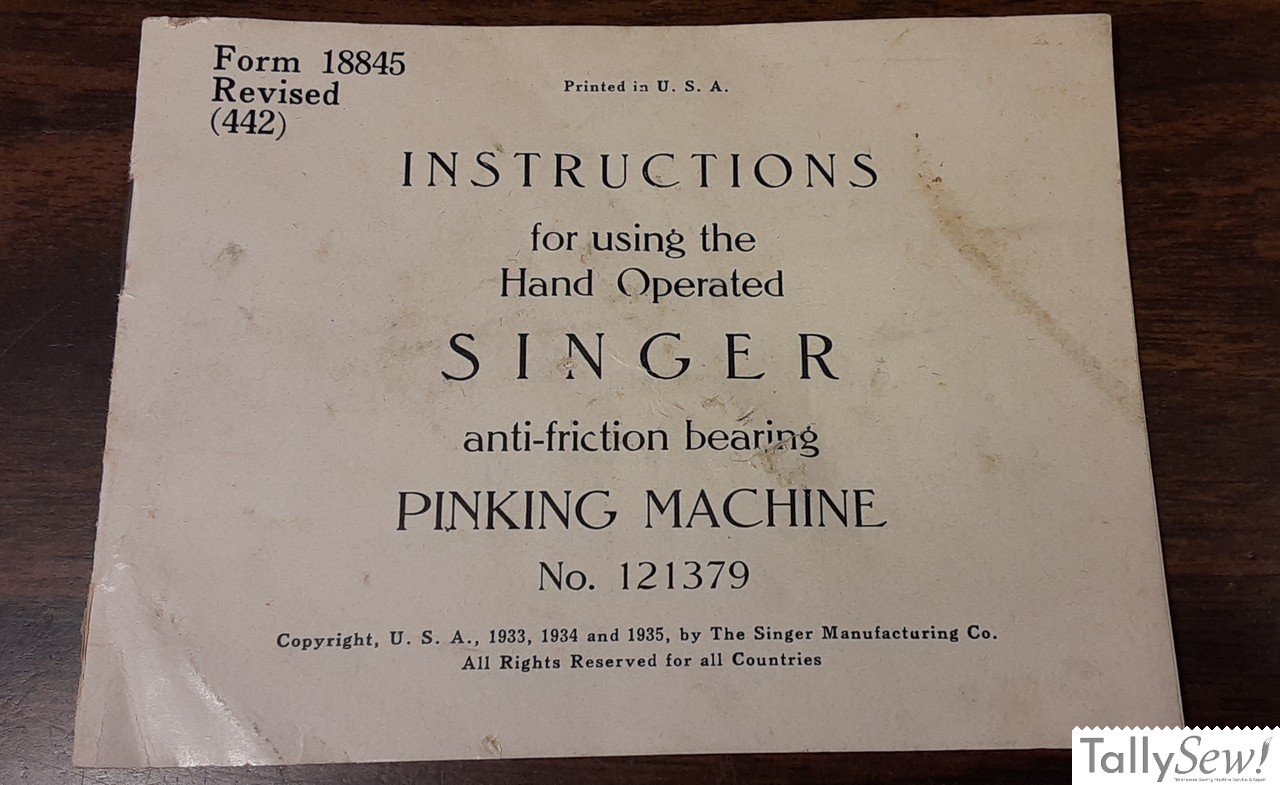 Form 18845
Revised
(442)
Printed in U. S. A.
INSTRUCTIONS
for using the
Hand Operated
SINGER
anti-friction bearing
PINKING MACHINE
No. 121379
Copyright, U. S. A., 1933, 1934 and 1935, by The Singer Manufacturing Co.
All Rights Reserved for all Countries
TallySew!